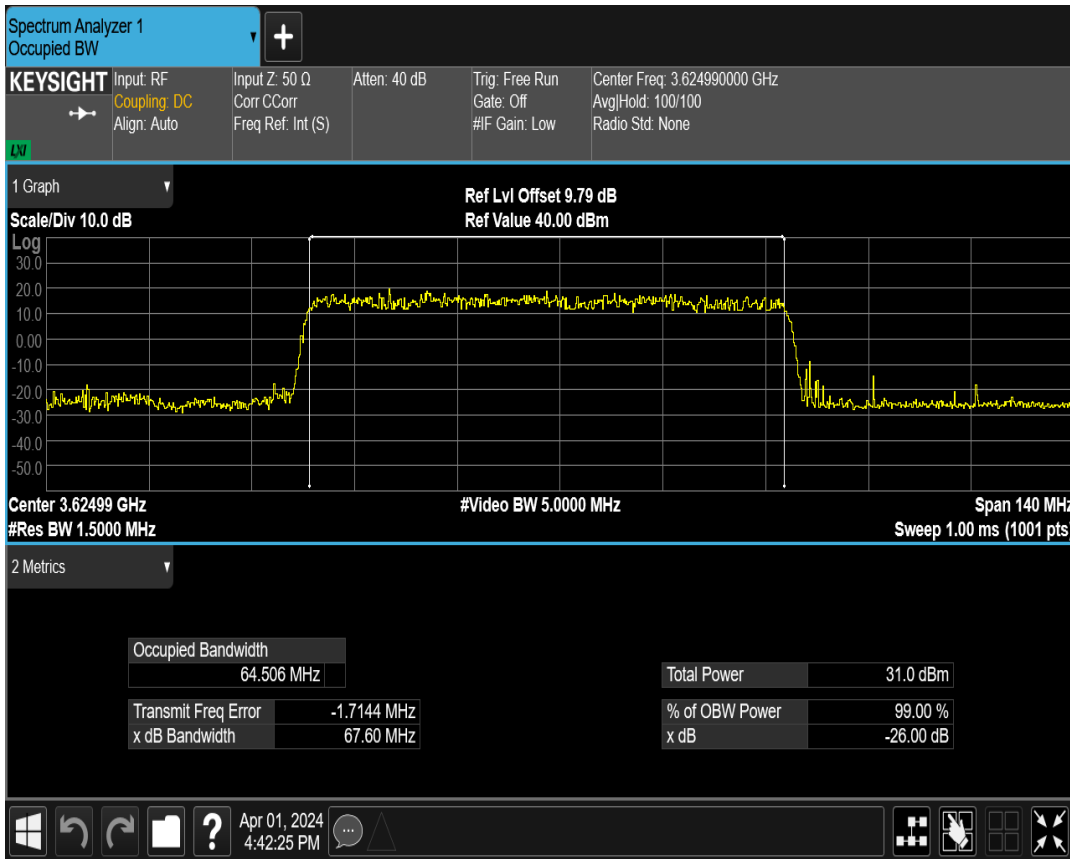 Spectrum Analyzer 1
Occupied BW
+
KEYSIGHT
LXI
Input: RF
Coupling: DC
Align: Auto
Input Z: 50 Ω
Corr CCorr
Freq Ref: Int (S)
Atten: 40 dB
Trig: Free Run
Gate: Off
#IF Gain: Low
Center Freq: 3.624990000 GHz
Avg|Hold: 100/100
Radio Std: None
1 Graph
Scale/Div 10.0 dB
Ref Lvl Offset 9.79 dB
Ref Value 40.00 dBm
Log
30.0
20.0
10.0
0.00
-10.0
-20.0
-30.0
-40.0
-50.0
Center 3.62499 GHz
#Video BW 5.0000 MHz
Span 140 MHz
#Res BW 1.5000 MHz
Sweep 1.00 ms (1001 pts)
2 Metrics
Occupied Bandwidth
64.506 MHz
Total Power 31.0 dBm
Transmit Freq Error -1.7144 MHz
% of OBW Power 99.00 %
x dB Bandwidth 67.60 MHz
x dB -26.00 dB
?
Apr 01, 2024
4:42:25 PM